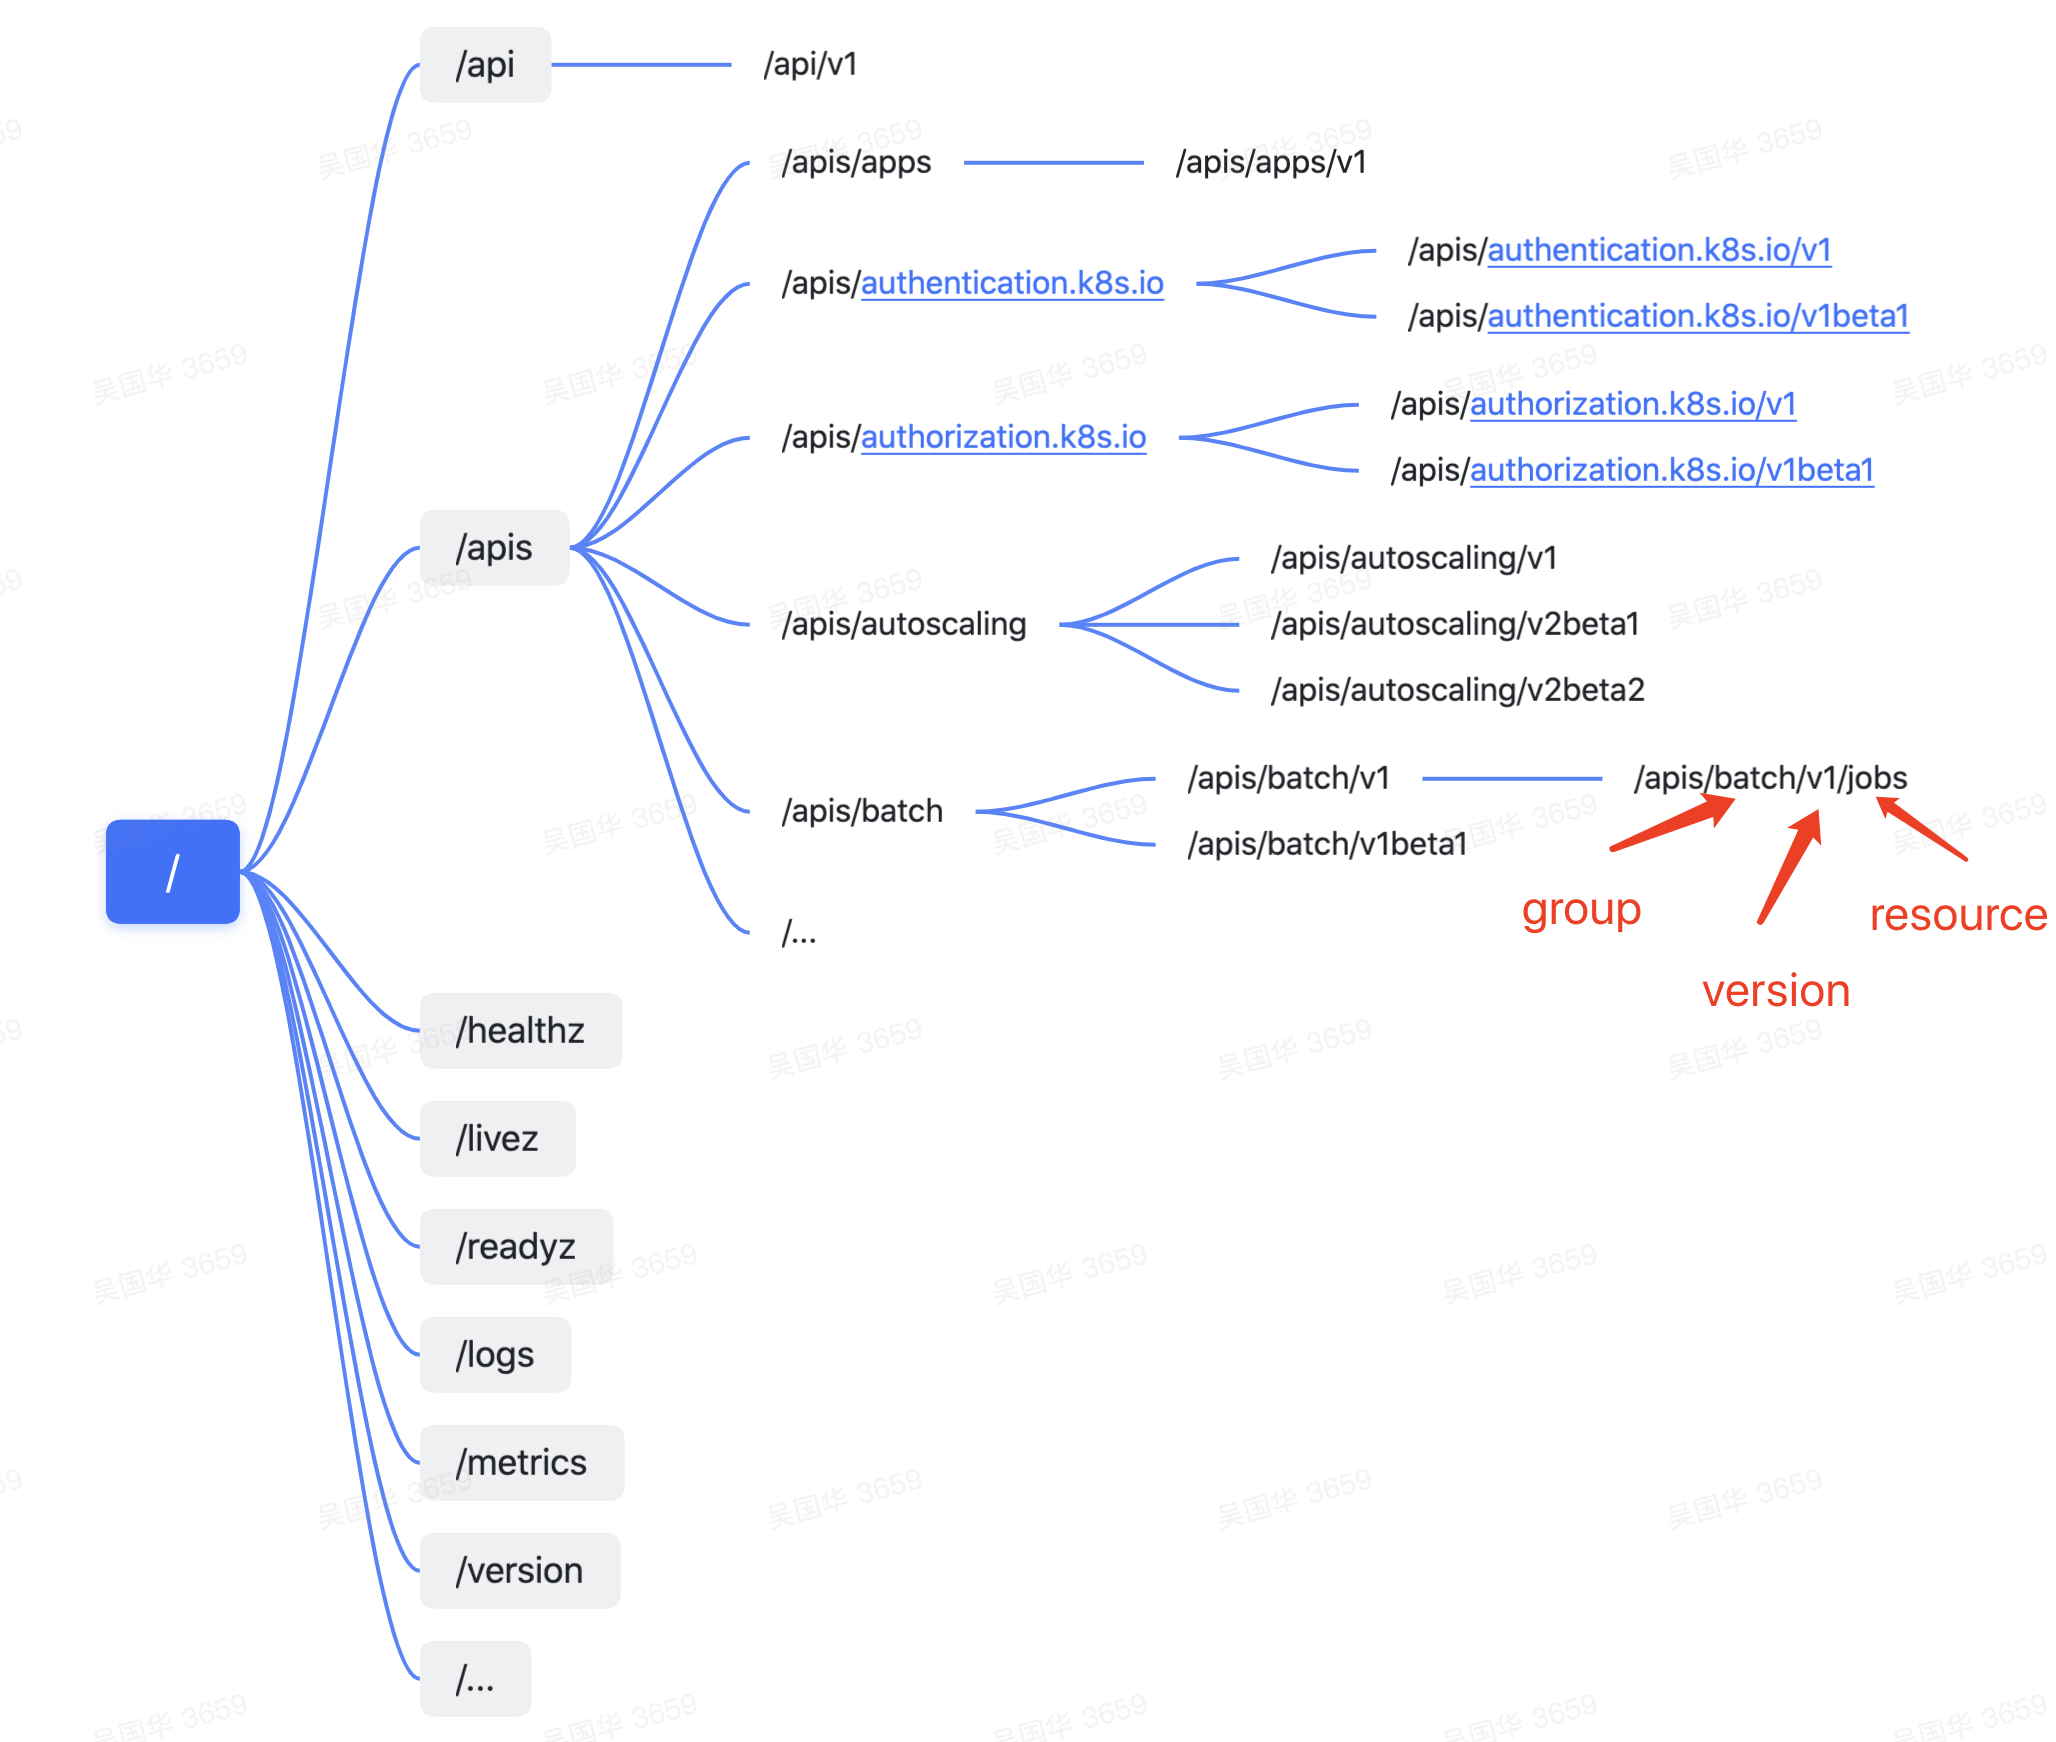 /api
/api/v1
/apis/apps
/apis/apps/v1
/apis/authentication.k8s.io
/apis/authentication.k8s.io/v1
/apis/authentication.k8s.io/v1beta1
/apis/authorization.k8s.io
/apis/authorization.k8s.io/v1
/apis/authorization.k8s.io/v1beta1
/apis
/apis/autoscaling
/apis/autoscaling/v1
/apis/autoscaling/v2beta1
/apis/autoscaling/v2beta2
/apis/batch
/apis/batch/v1
/apis/batch/v1/jobs
/apis/batch/v1beta1
group
version
resource
/...
/
/healthz
/livez
/readyz
/logs
/metrics
/version
/...
吴国华 3659